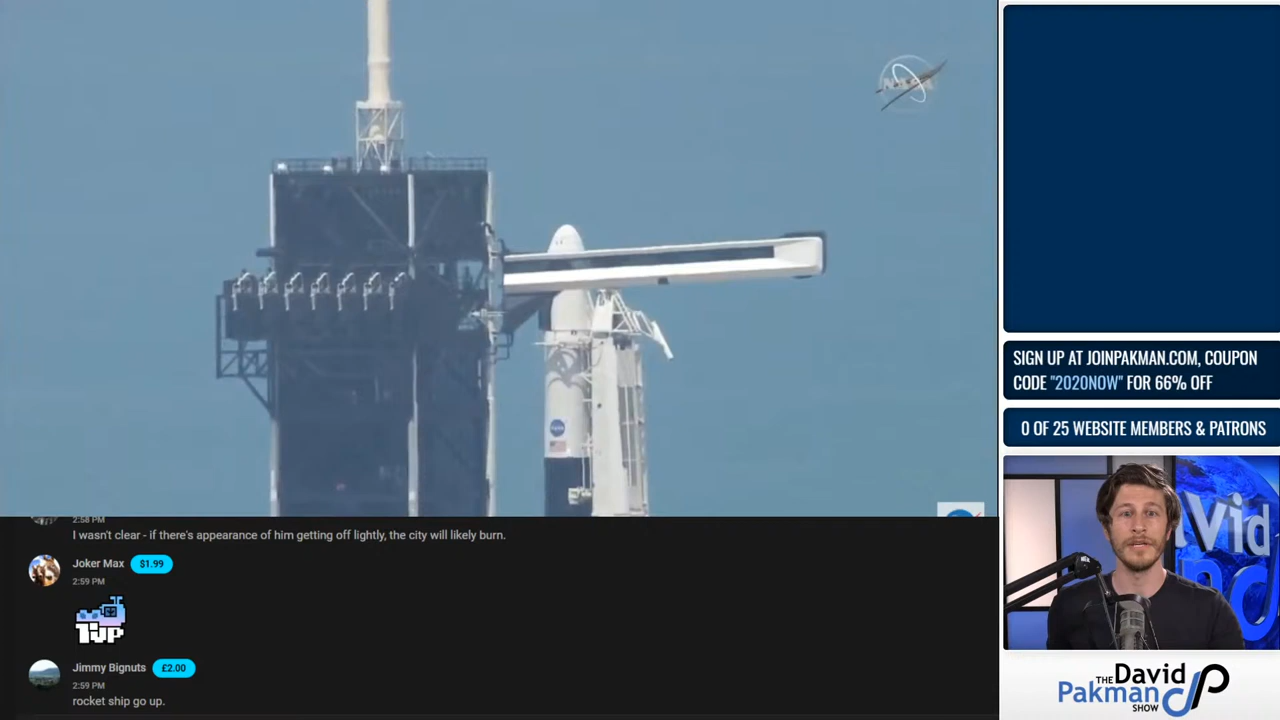 NASA
SIGN UP AT JOINPAKMAN.COM, COUPON
CODE "2020NOW" FOR 66% OFF
0 OF 25 WEBSITE MEMBERS & PATRONS
2:58 PM
I wasn't clear - if there's appearance of him getting off lightly, the city will likely burn.
Joker Max $1.99
2:59 PM
1UP
Jimmy Bignuts £2.00
2:59 PM
rocket ship go up.
THE David
Pakman
SHOW